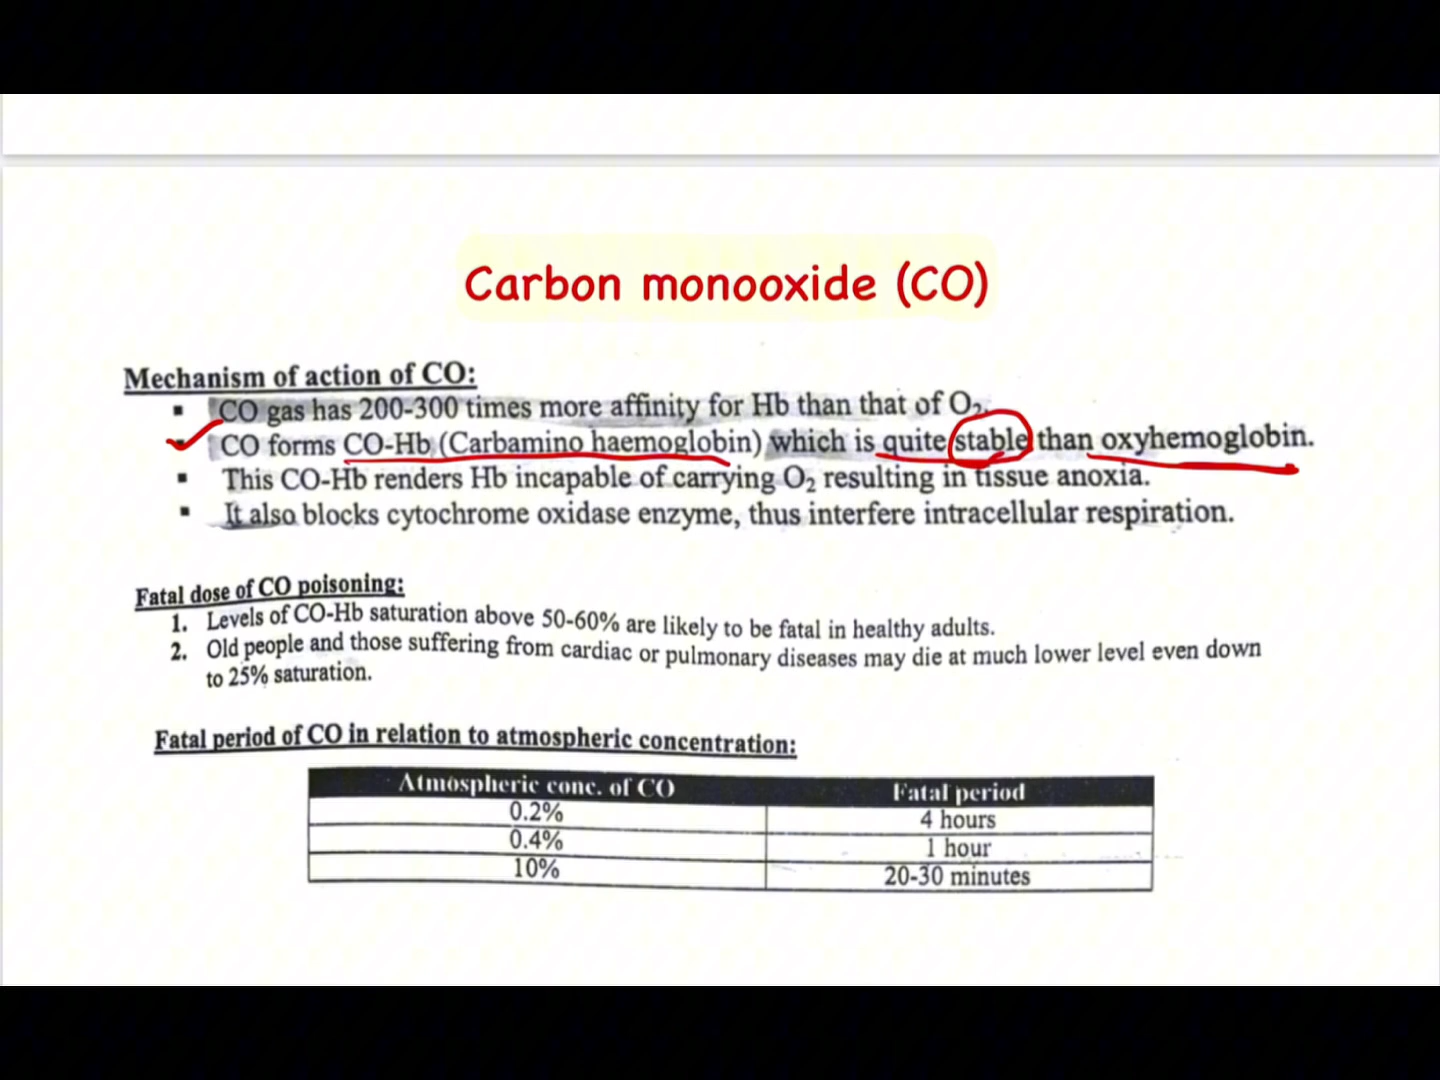 Carbon monooxide (CO)
Mechanism of action of CO:
▪ CO gas has 200-300 times more affinity for Hb than that of O₂.
▪ CO forms CO-Hb (Carbamino haemoglobin) which is quite stable than oxyhemoglobin.
▪ This CO-Hb renders Hb incapable of carrying O₂ resulting in tissue anoxia.
▪ It also blocks cytochrome oxidase enzyme, thus interfere intracellular respiration.
Fatal dose of CO poisoning:
1. Levels of CO-Hb saturation above 50-60% are likely to be fatal in healthy adults.
2. Old people and those suffering from cardiac or pulmonary diseases may die at much lower level even down
to 25% saturation.
Fatal period of CO in relation to atmospheric concentration:
Atmospheric conc. of CO Fatal period
0.2% 4 hours
0.4% 1 hour
10% 20-30 minutes